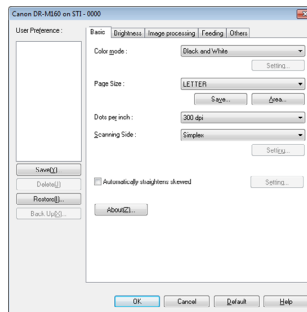 Canon DR-M160 on STI - 0000
User Preference :
Save(Y)
Delete(J)
Restore(I)...
Back Up(X)...
Basic Brightness Image processing Feeding Others
Color mode : Black and White
Setting...
Page Size : LETTER
Save... Area...
Dots per inch : 300 dpi
Scanning Side : Simplex
Setting...
Automatically straightens skewed Setting...
About(Z)...
OK Cancel Default Help